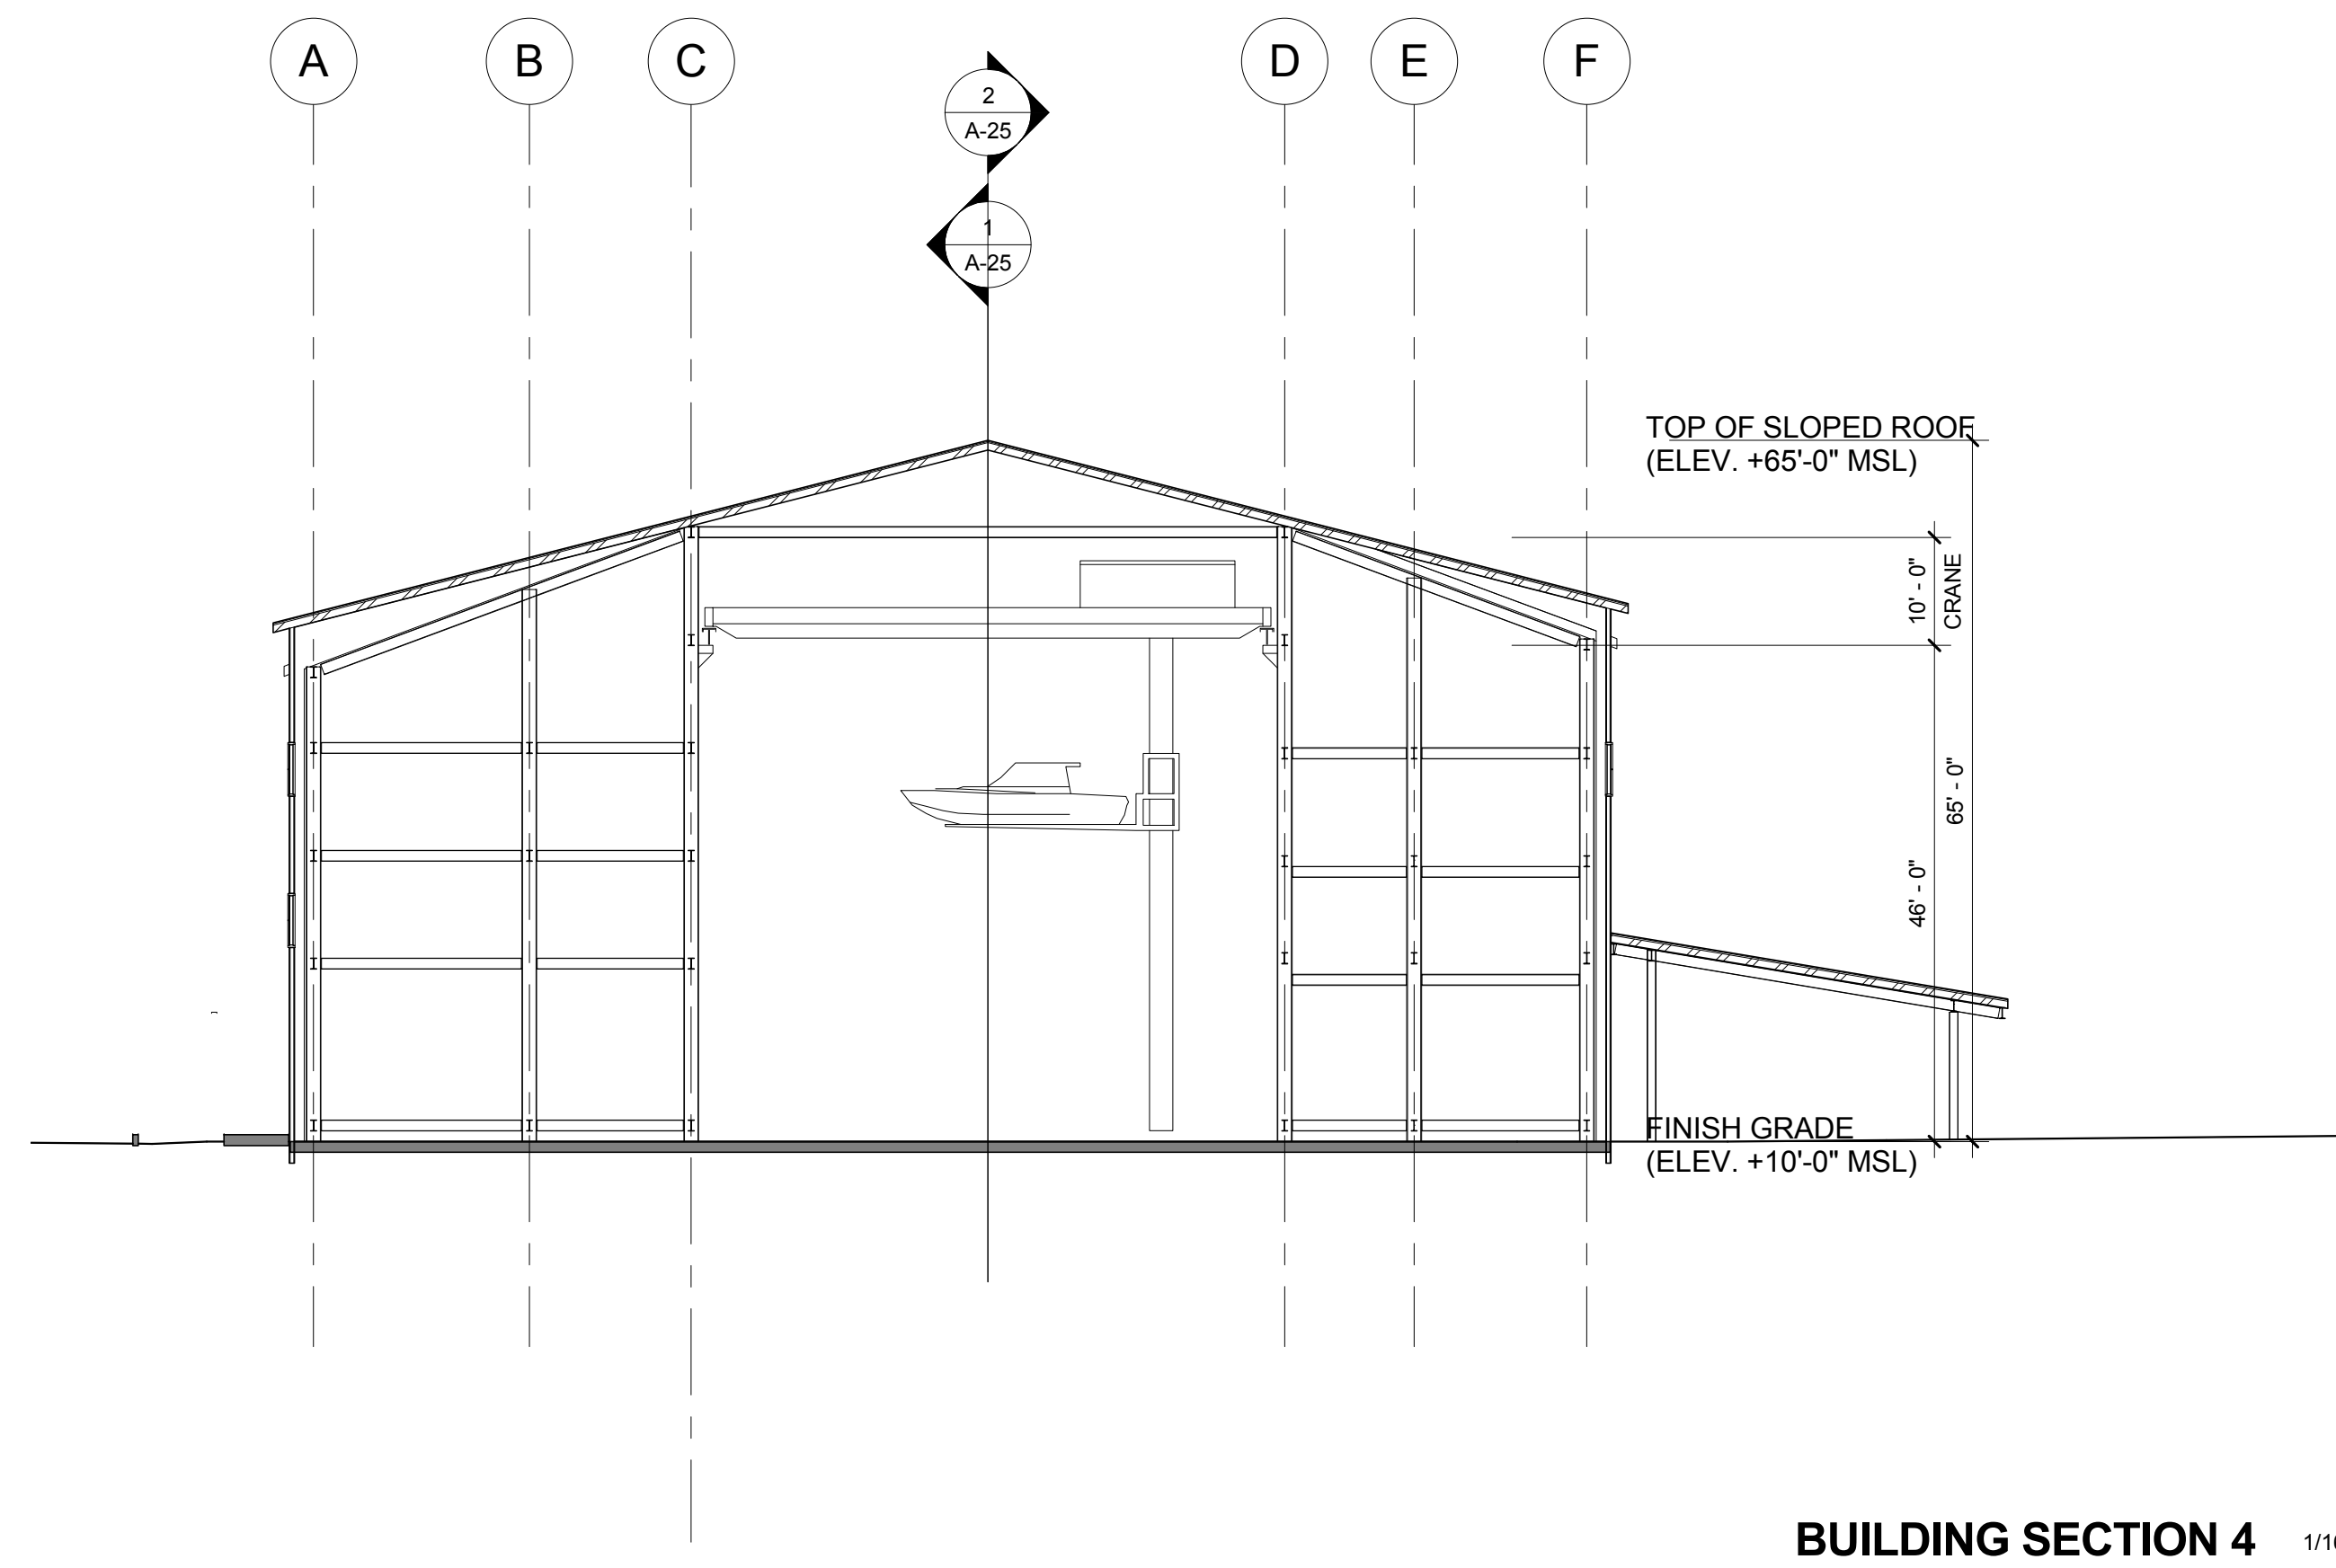 A
B
C
D
E
F
2
A-25
1
A-25
TOP OF SLOPED ROOF
(ELEV. +65'-0" MSL)
10' - 0"
CRANE
65' - 0"
46' - 0"
FINISH GRADE
(ELEV. +10'-0" MSL)
BUILDING SECTION 4